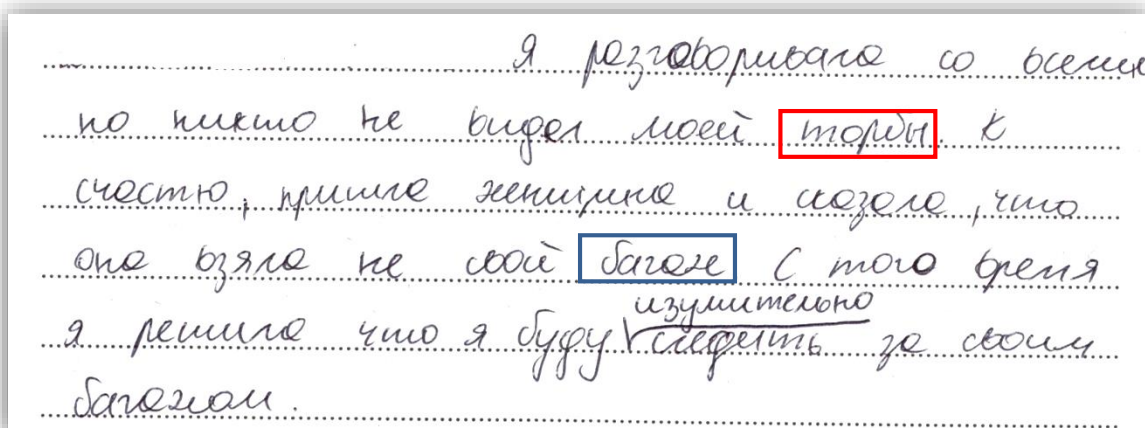 Я разговаривала со всеми
но никто не видел моей торбы. К
счастю, пришла женщина и сказала, что
она взяла не свой багаж С того время
я решила что я буду изумительно следить за своим
багажом.